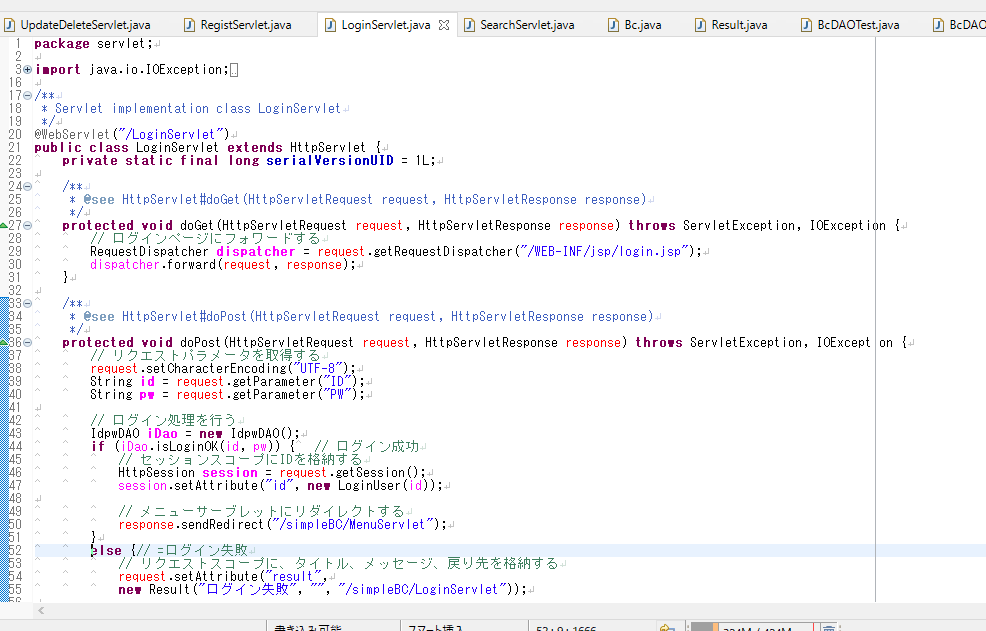 UpdateDeleteServlet.java RegistServlet.java LoginServlet.java SearchServlet.java Bc.java Result.java BcDAOTest.java BcDAO
1 package servlet;
2
3 import java.io.IOException;
16
17 /**
18 * Servlet implementation class LoginServlet
19 */
20 @WebServlet("/LoginServlet")
21 public class LoginServlet extends HttpServlet {
22 private static final long serialVersionUID = 1L;
23
24 /**
25 * @see HttpServlet#doGet(HttpServletRequest request, HttpServletResponse response)
26 */
27 protected void doGet(HttpServletRequest request, HttpServletResponse response) throws ServletException, IOException {
28 // ログインページにフォワードする
29 RequestDispatcher dispatcher = request.getRequestDispatcher("/WEB-INF/jsp/login.jsp");
30 dispatcher.forward(request, response);
31 }
32
33 /**
34 * @see HttpServlet#doPost(HttpServletRequest request, HttpServletResponse response)
35 */
36 protected void doPost(HttpServletRequest request, HttpServletResponse response) throws ServletException, IOException {
37 // リクエストパラメータを取得する
38 request.setCharacterEncoding("UTF-8");
39 String id = request.getParameter("ID");
40 String pw = request.getParameter("PW");
41
42 // ログイン処理を行う
43 IdpwDAO iDao = new IdpwDAO();
44 if (iDao.isLoginOK(id, pw)) { // ログイン成功
45 // セッションスコープにIDを格納する
46 HttpSession session = request.getSession();
47 session.setAttribute("id", new LoginUser(id));
48
49 // メニューサーブレットにリダイレクトする
50 response.sendRedirect("/simpleBC/MenuServlet");
51 }
52 else {// =ログイン失敗
53 // リクエストスコープに、タイトル、メッセージ、戻り先を格納する
54 request.setAttribute("result",
55 new Result("ログイン失敗", "", "/simpleBC/LoginServlet"));
書き込み可能 スマート挿入 52 : 9 : 1666